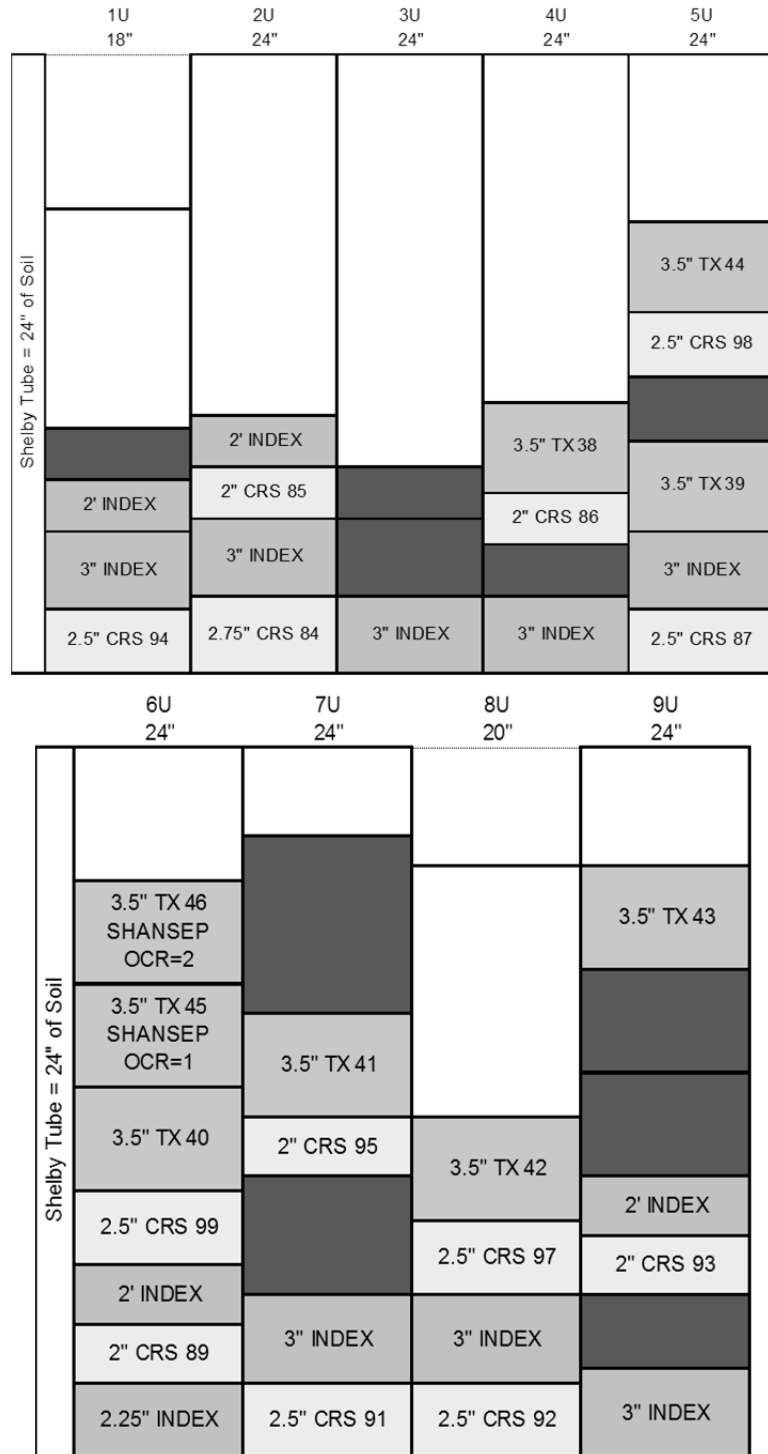 1U
18"
2U
24"
3U
24"
4U
24"
5U
24"
Shelby Tube = 24" of Soil
2' INDEX
3" INDEX
2.5" CRS 94
2' INDEX
2" CRS 85
3" INDEX
2.75" CRS 84
3" INDEX
3.5" TX 38
2" CRS 86
3" INDEX
3.5" TX 44
2.5" CRS 98
3.5" TX 39
3" INDEX
2.5" CRS 87
6U
24"
7U
24"
8U
20"
9U
24"
Shelby Tube = 24" of Soil
3.5" TX 46
SHANSEP
OCR=2
3.5" TX 45
SHANSEP
OCR=1
3.5" TX 40
2.5" CRS 99
2' INDEX
2" CRS 89
2.25" INDEX
3.5" TX 41
2" CRS 95
3" INDEX
2.5" CRS 91
3.5" TX 42
2.5" CRS 97
3" INDEX
2.5" CRS 92
3.5" TX 43
2' INDEX
2" CRS 93
3" INDEX